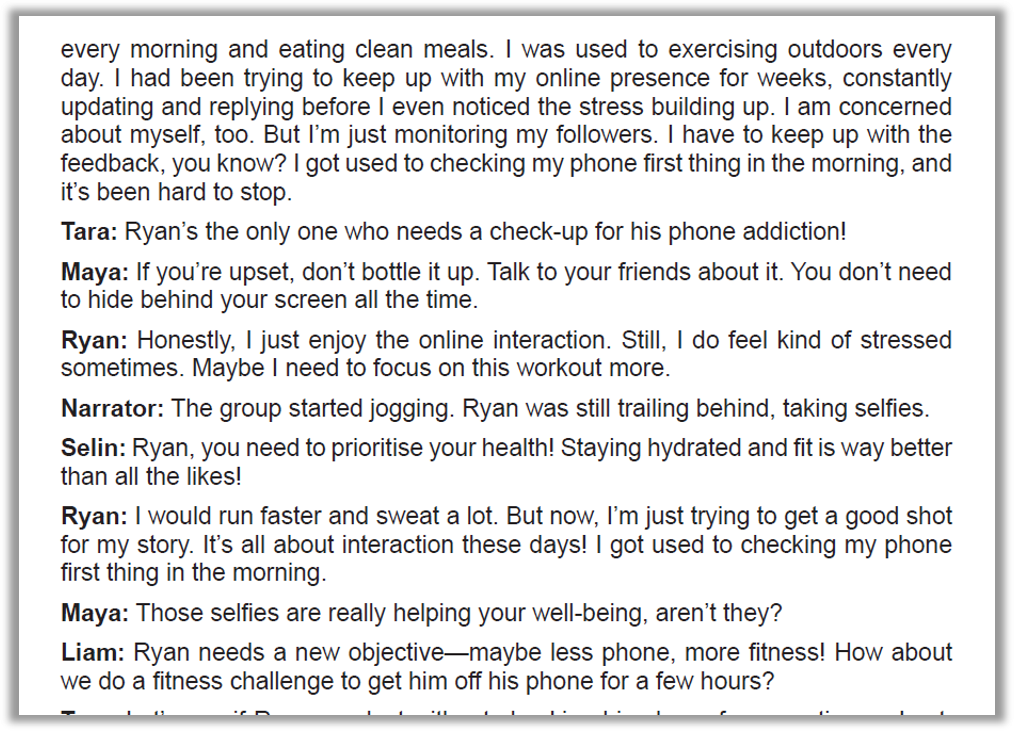 every morning and eating clean meals. I was used to exercising outdoors every
day. I had been trying to keep up with my online presence for weeks, constantly
updating and replying before I even noticed the stress building up. I am concerned
about myself, too. But I’m just monitoring my followers. I have to keep up with the
feedback, you know? I got used to checking my phone first thing in the morning, and
it’s been hard to stop.
Tara: Ryan’s the only one who needs a check-up for his phone addiction!
Maya: If you’re upset, don’t bottle it up. Talk to your friends about it. You don’t need
to hide behind your screen all the time.
Ryan: Honestly, I just enjoy the online interaction. Still, I do feel kind of stressed
sometimes. Maybe I need to focus on this workout more.
Narrator: The group started jogging. Ryan was still trailing behind, taking selfies.
Selin: Ryan, you need to prioritise your health! Staying hydrated and fit is way better
than all the likes!
Ryan: I would run faster and sweat a lot. But now, I’m just trying to get a good shot
for my story. It’s all about interaction these days! I got used to checking my phone
first thing in the morning.
Maya: Those selfies are really helping your well-being, aren’t they?
Liam: Ryan needs a new objective—maybe less phone, more fitness! How about
we do a fitness challenge to get him off his phone for a few hours?